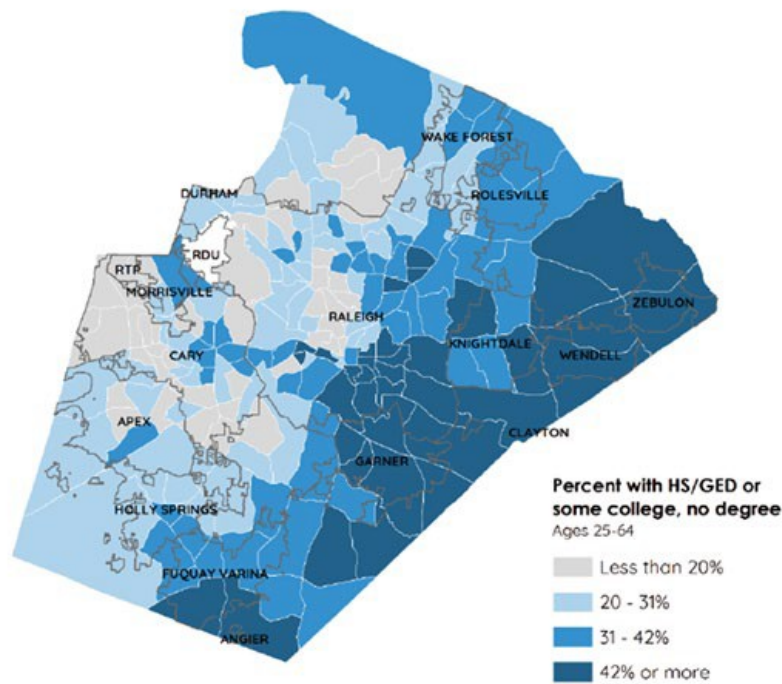 WAKE FOREST
DURHAM
ROLESVILLE
RDU
RTP
MORRISVILLE
ZEBULON
RALEIGH
KNIGHTDALE
CARY
WENDELL
APEX
CLAYTON
GARNER
HOLLY SPRINGS
FUQUAY VARINA
ANGIER
Percent with HS/GED or
some college, no degree
Ages 25-64
Less than 20%
20 - 31%
31 - 42%
42% or more